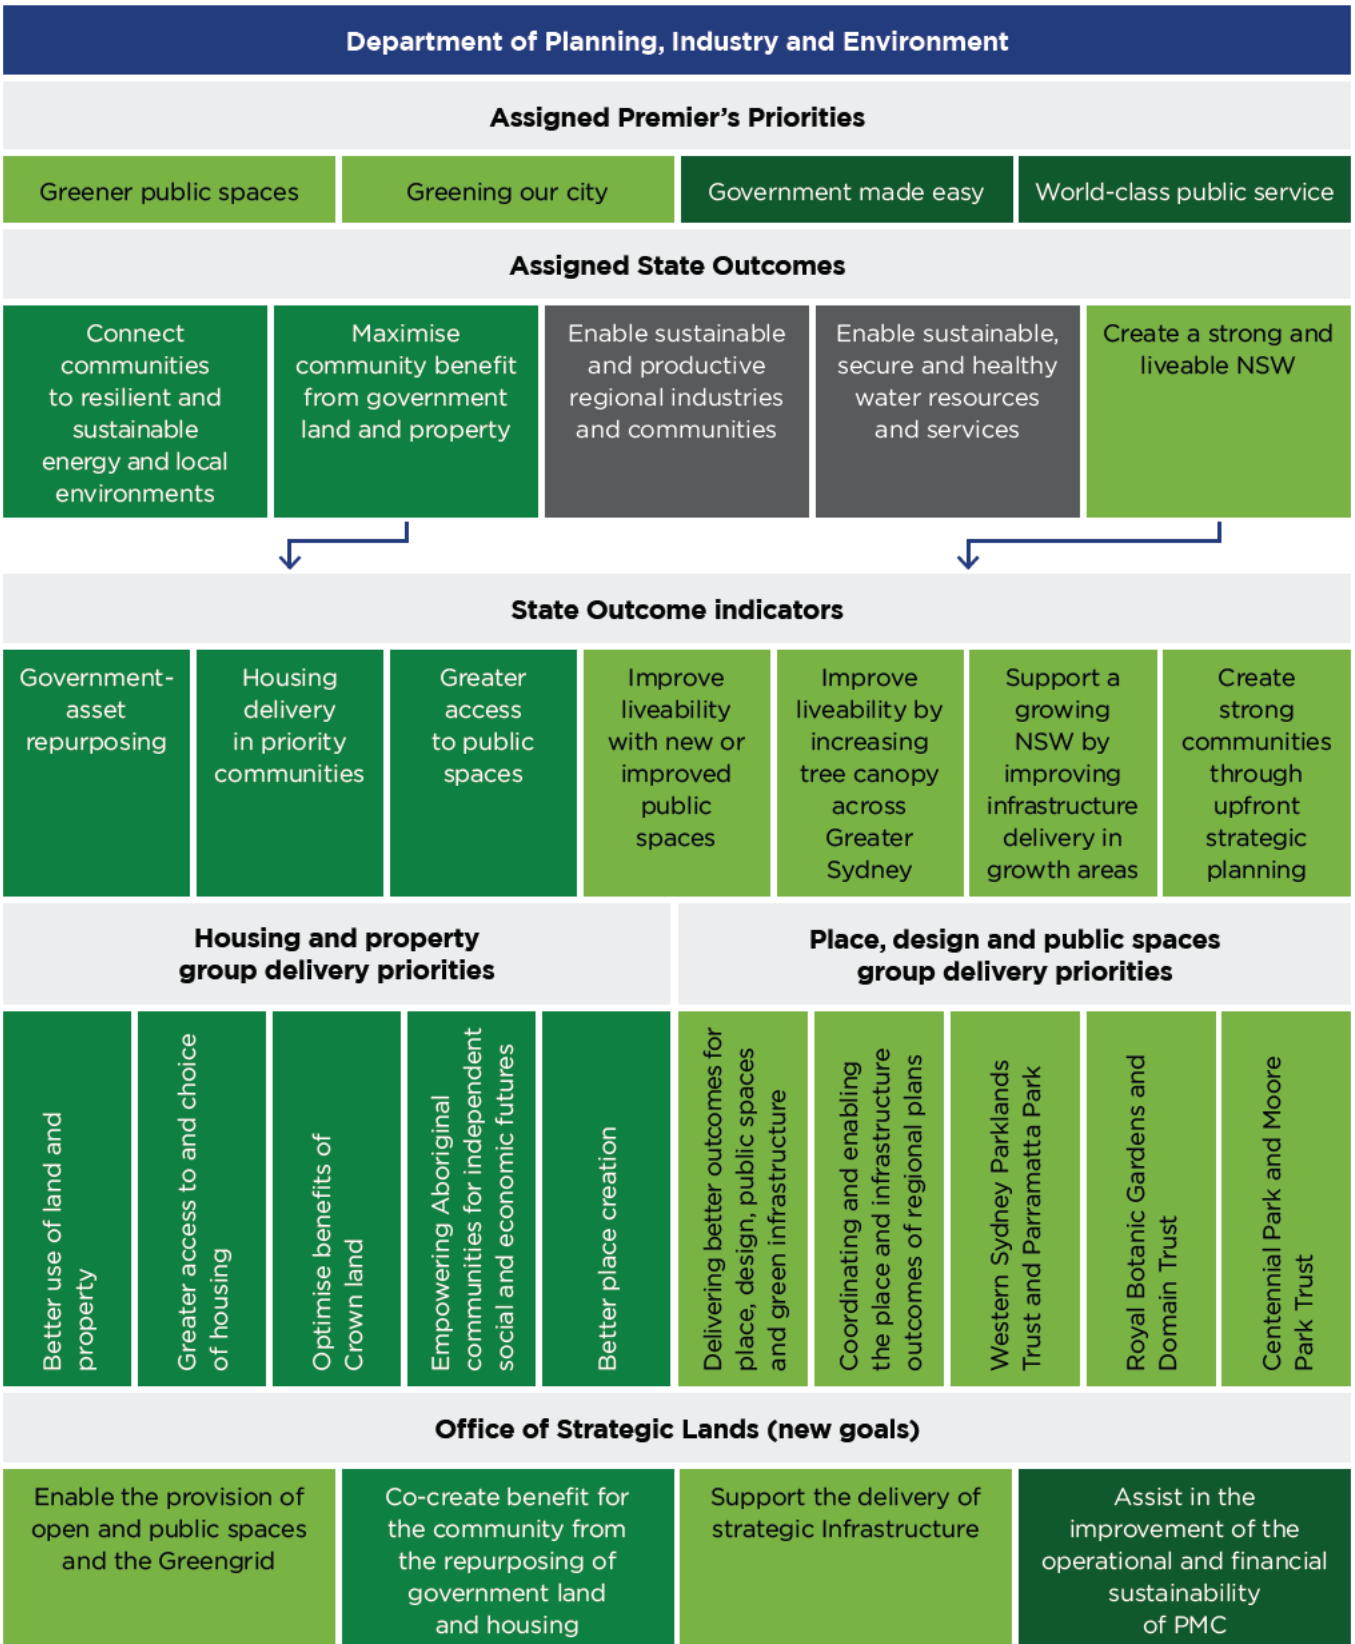 Department of Planning, Industry and Environment
Assigned Premier’s Priorities
Greener public spaces
Greening our city
Government made easy
World-class public service
Assigned State Outcomes
Connect
communities
to resilient and
sustainable
energy and local
environments
Maximise
community benefit
from government
land and property
Enable sustainable
and productive
regional industries
and communities
Enable sustainable,
secure and healthy
water resources
and services
Create a strong and
liveable NSW
State Outcome indicators
Government-
asset
repurposing
Housing
delivery
in priority
communities
Greater
access
to public
spaces
Improve
liveability
with new or
improved
public
spaces
Improve
liveability by
increasing
tree canopy
across
Greater
Sydney
Support a
growing
NSW by
improving
infrastructure
delivery in
growth areas
Create
strong
communities
through
upfront
strategic
planning
Housing and property
group delivery priorities
Place, design and public spaces
group delivery priorities
Better use of land and
property
Greater access to and choice
of housing
Optimise benefits of
Crown land
Empowering Aboriginal
communities for independent
social and economic futures
Better place creation
Delivering better outcomes for
place, design, public spaces
and green infrastructure
Coordinating and enabling
the place and infrastructure
outcomes of regional plans
Western Sydney Parklands
Trust and Parramatta Park
Royal Botanic Gardens and
Domain Trust
Centennial Park and Moore
Park Trust
Office of Strategic Lands (new goals)
Enable the provision of
open and public spaces
and the Greengrid
Co-create benefit for
the community from
the repurposing of
government land
and housing
Support the delivery of
strategic Infrastructure
Assist in the
improvement of the
operational and financial
sustainability
of PMC